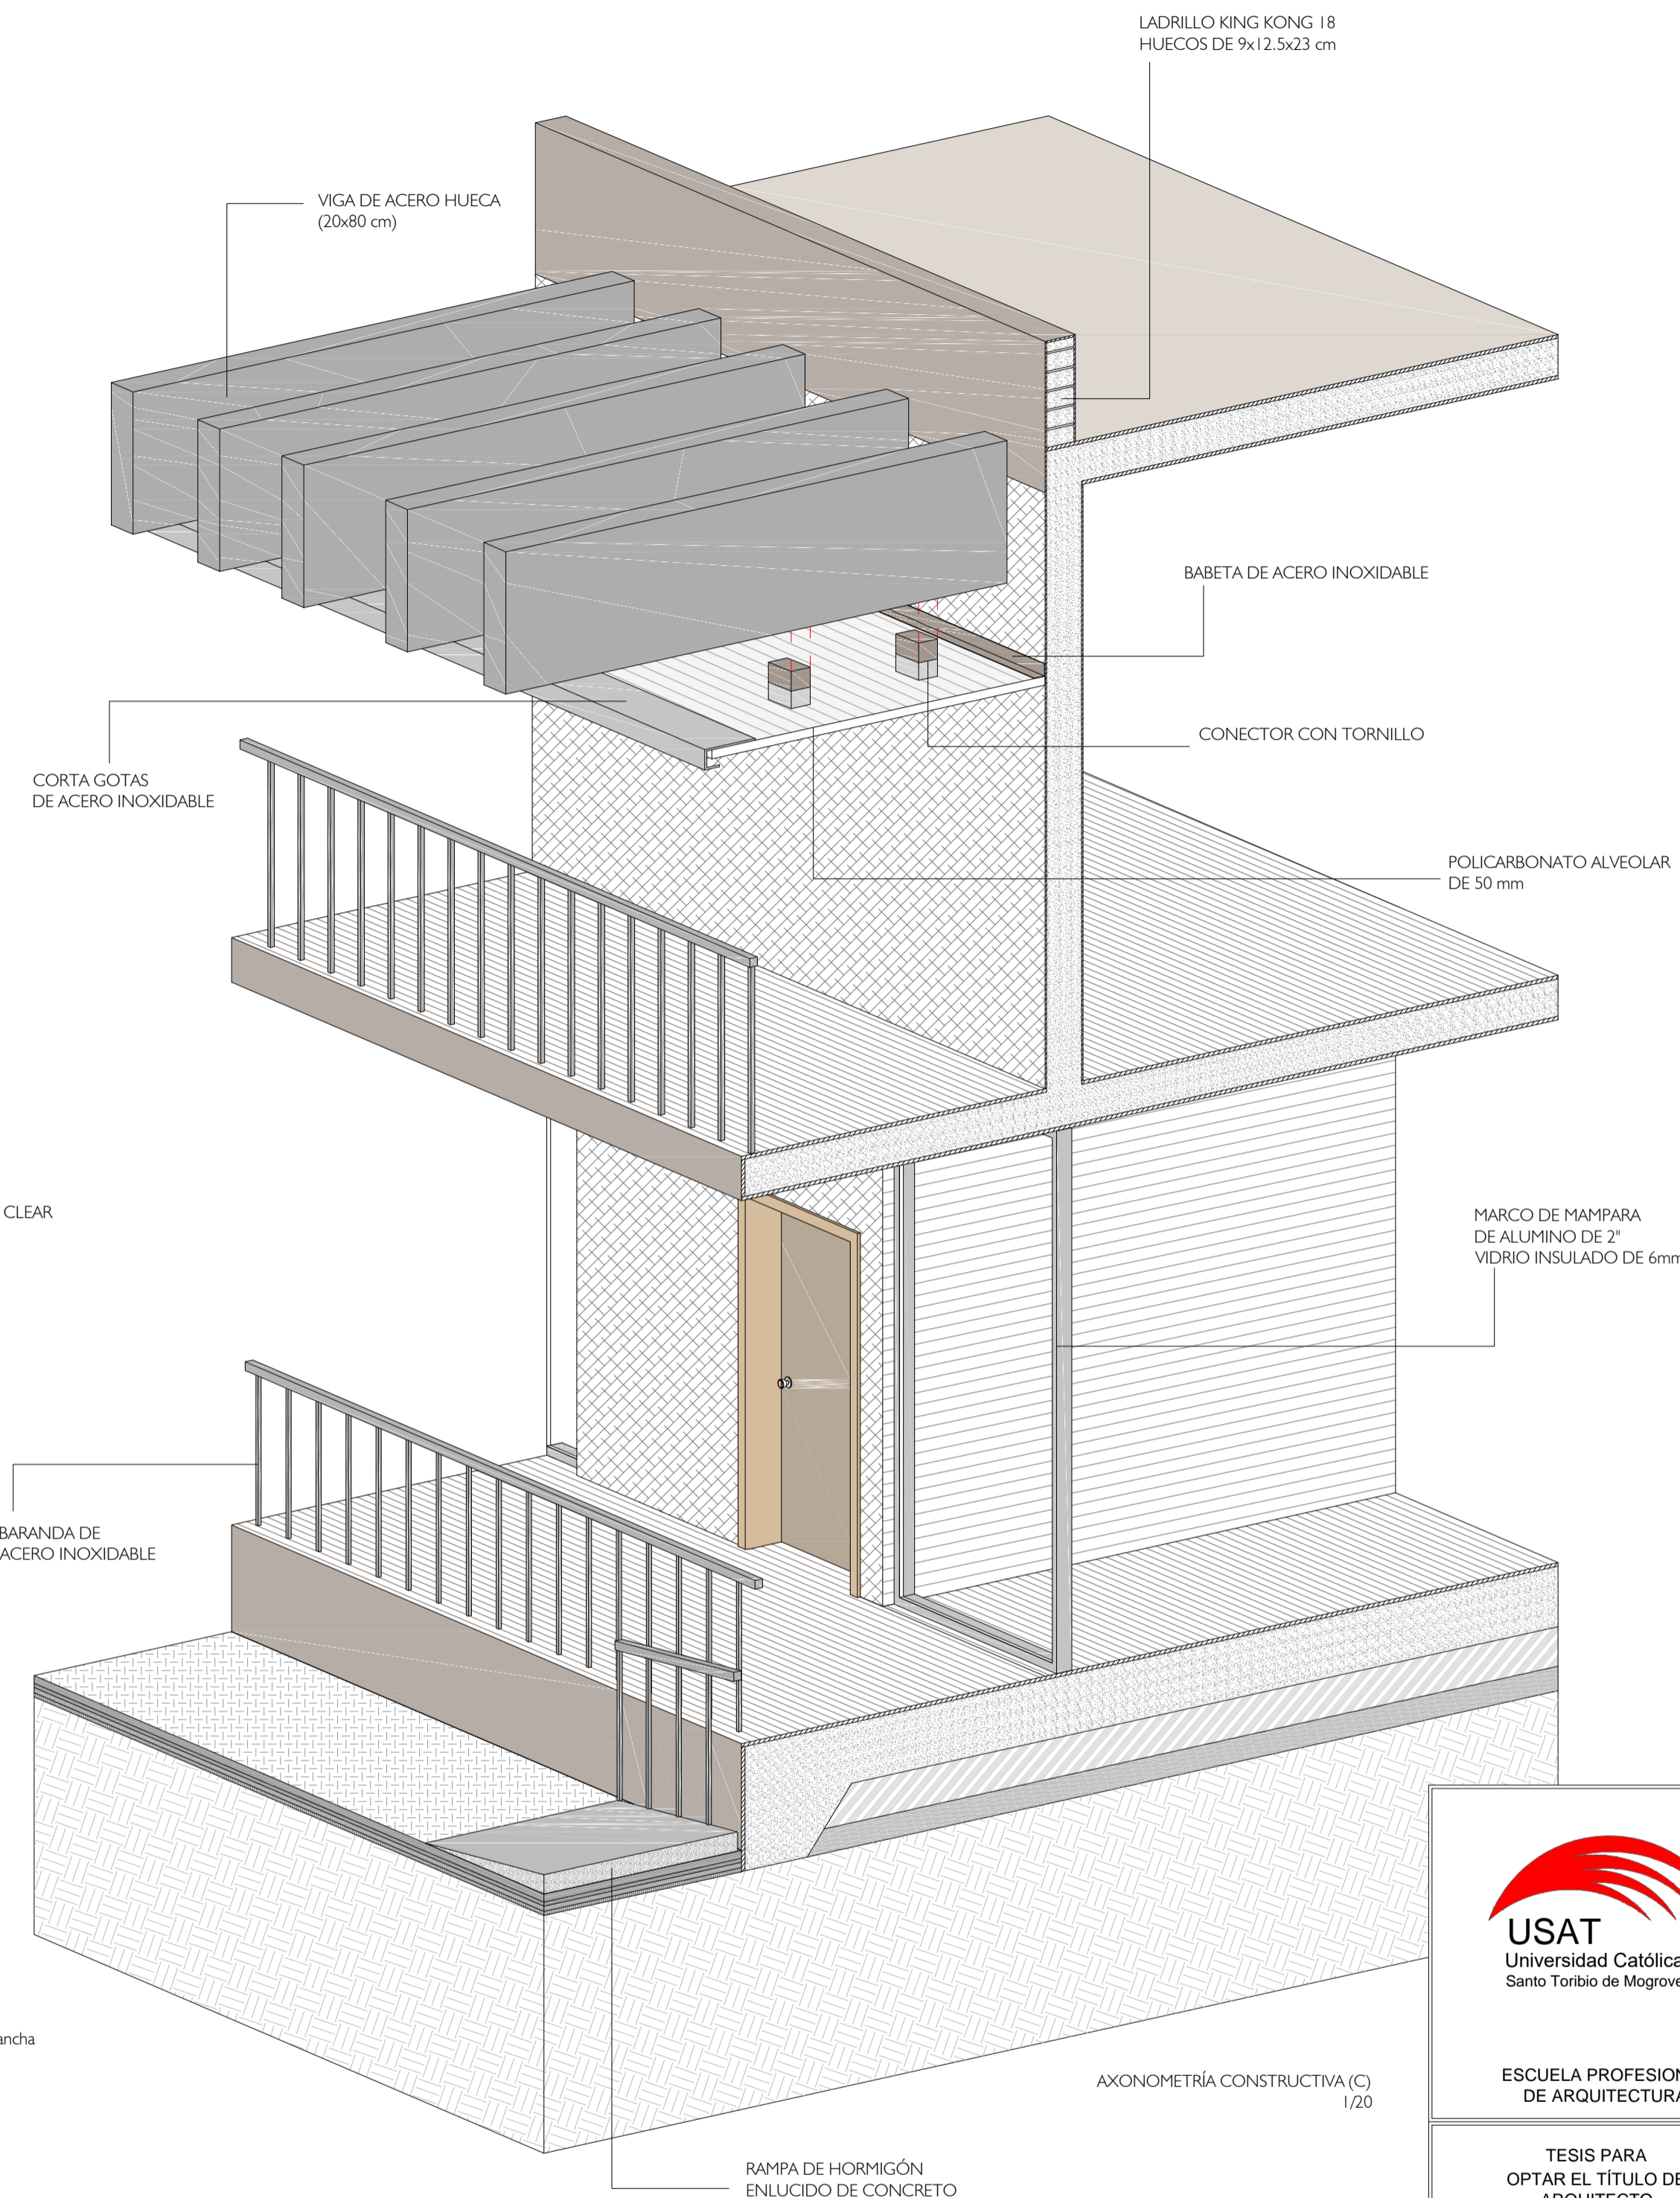 LADRILLO KING KONG 18
HUECOS DE 9x12.5x23 cm
VIGA DE ACERO HUECA
(20x80 cm)
BABETA DE ACERO INOXIDABLE
CONECTOR CON TORNILLO
CORTA GOTAS
DE ACERO INOXIDABLE
POLICARBONATO ALVEOLAR
DE 50 mm
CLEAR
MARCO DE MAMPARA
DE ALUMINO DE 2"
VIDRIO INSULADO DE 6mm
BARANDA DE
ACERO INOXIDABLE
USAT
Universidad Católica
Santo Toribio de Mogrove
ancha
ESCUELA PROFESION
DE ARQUITECTURA
AXONOMETRÍA CONSTRUCTIVA (C)
1/20
TESIS PARA
OPTAR EL TÍTULO DE
ARQUITECTO
RAMPA DE HORMIGÓN
ENLUCIDO DE CONCRETO